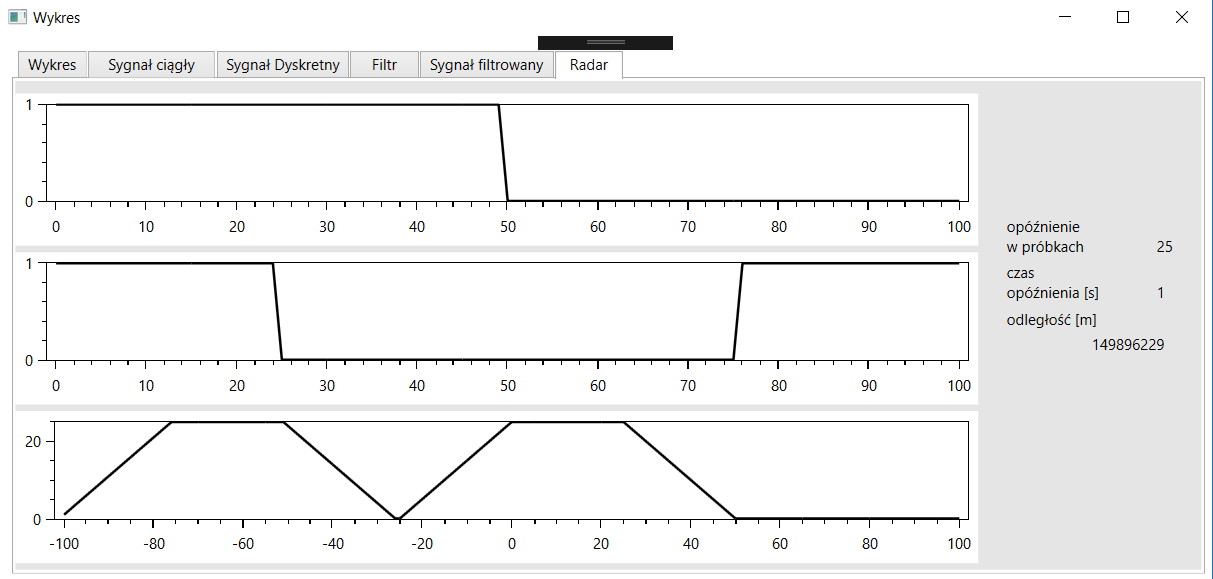 Wykres
Wykres Sygnał ciągły Sygnał Dyskretny Filtr Sygnał filtrowany Radar
1
0
0 10 20 30 40 50 60 70 80 90 100
1
0
0 10 20 30 40 50 60 70 80 90 100
20
0
-100 -80 -60 -40 -20 0 20 40 60 80 100
opóźnienie
w próbkach 25
czas
opóźnienia [s] 1
odległość [m]
149896229